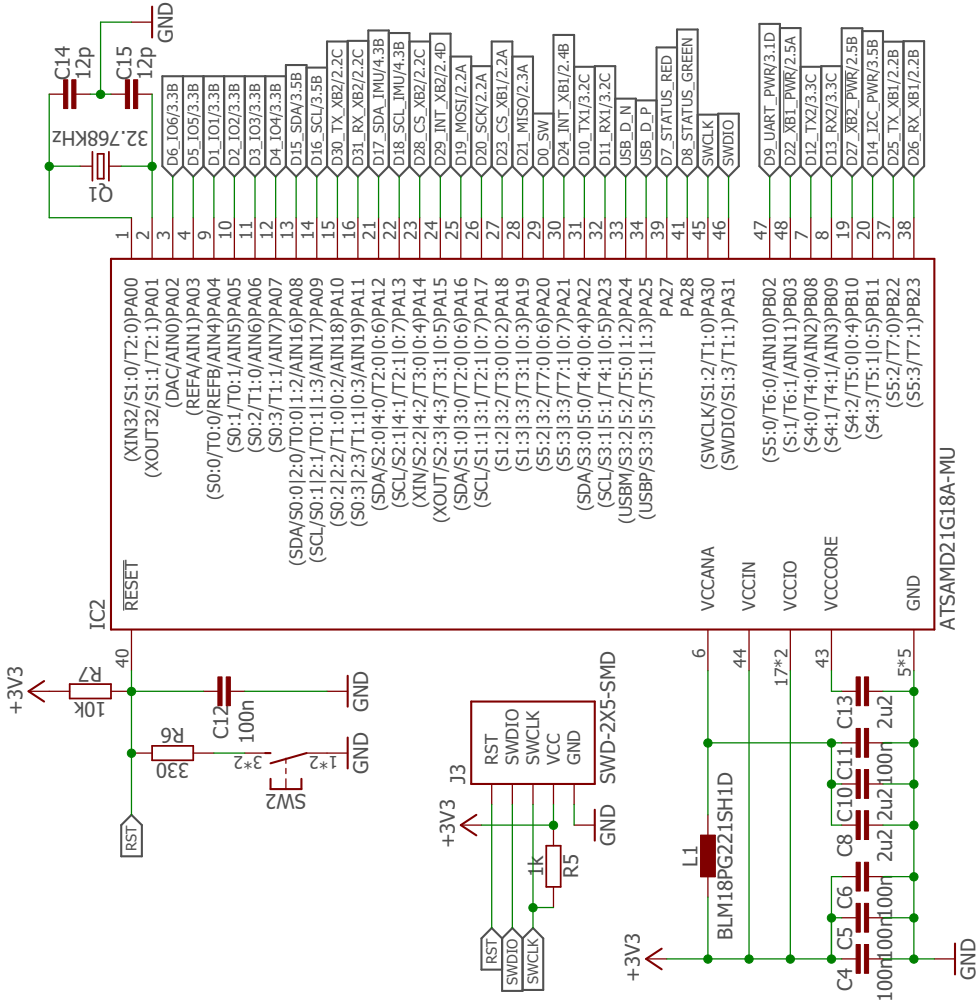 GND
C14
12p
C15
12p
32.768KHz
Q1
D6_IO6/3.3B
D5_IO5/3.3B
D1_IO1/3.3B
D2_IO2/3.3B
D3_IO3/3.3B
D4_IO4/3.3B
D15_SDA/3.5B
D16_SCL/3.5B
D30_TX_XB2/2.2C
D31_RX_XB2/2.2C
D17_SDA_IMU/4.3B
D18_SCL_IMU/4.3B
D28_CS_XB2/2.2C
D29_INT_XB2/2.4D
D19_MOSI/2.2A
D20_SCK/2.2A
D23_CS_XB1/2.2A
D21_MISO/2.3A
D0_SW
D24_INT_XB1/2.4B
D10_TX1/3.2C
D11_RX1/3.2C
USB_D_N
USB_D_P
D7_STATUS_RED
D8_STATUS_GREEN
SWCLK
SWDIO
D9_UART_PWR/3.1D
D22_XB1_PWR/2.5A
D12_TX2/3.3C
D13_RX2/3.3C
D27_XB2_PWR/2.5B
D14_I2C_PWR/3.5B
D25_TX_XB1/2.2B
D26_RX_XB1/2.2B
1
2
3
4
9
10
11
12
13
14
15
16
21
22
23
24
25
26
27
28
29
30
31
32
33
34
39
41
45
46
47
48
7
8
19
20
37
38
(XIN32/S1:0/T2:0)PA00
(XOUT32/S1:1/T2:1)PA01
(DAC/AIN0)PA02
(REFA/AIN1)PA03
(S0:0/T0:0/REFB/AIN4)PA04
(S0:1/T0:1/AIN5)PA05
(S0:2/T1:0/AIN6)PA06
(S0:3/T1:1/AIN7)PA07
(SDA/S0:0|2:0/T0:0|1:2/AIN16)PA08
(SCL/S0:1|2:1/T0:1|1:3/AIN17)PA09
(S0:2|2:2/T1:0|0:2/AIN18)PA10
(S0:3|2:3/T1:1|0:3/AIN19)PA11
(SDA/S2:0|4:0/T2:0|0:6)PA12
(SCL/S2:1|4:1/T2:1|0:7)PA13
(XIN/S2:2|4:2/T3:0|0:4)PA14
(XOUT/S2:3|4:3/T3:1|0:5)PA15
(SDA/S1:0|3:0/T2:0|0:6)PA16
(SCL/S1:1|3:1/T2:1|0:7)PA17
(S1:2|3:2/T3:0|0:2)PA18
(S1:3|3:3/T3:1|0:3)PA19
(S5:2|3:2/T7:0|0:6)PA20
(S5:3|3:3/T7:1|0:7)PA21
(SDA/S3:0|5:0/T4:0|0:4)PA22
(SCL/S3:1|5:1/T4:1|0:5)PA23
(USBM/S3:2|5:2/T5:0|1:2)PA24
(USBP/S3:3|5:3/T5:1|1:3)PA25
PA27
PA28
(SWCLK/S1:2/T1:0)PA30
(SWDIO/S1:3/T1:1)PA31
(S5:0/T6:0/AIN10)PB02
(S:1/T6:1/AIN11)PB03
(S4:0/T4:0/AIN2)PB08
(S4:1/T4:1/AIN3)PB09
(S4:2/T5:0|0:4)PB10
(S4:3/T5:1|0:5)PB11
(S5:2/T7:0)PB22
(S5:3/T7:1)PB23
IC2
RESET
VCCANA
VCCIN
VCCIO
VCCCORE
GND
ATSAMD21G18A-MU
40
6
44
17*2
43
5*5
+3V3
R7
10k
C12
100n
GND
R6
330
3*2
1*2
SW2
GND
RST
J3
RST
SWDIO
SWCLK
VCC
GND
SWD-2X5-SMD
+3V3
GND
1k
R5
RST
SWDIO
SWCLK
L1
BLM18PG221SH1D
+3V3
C13
2u2
C11
100n
C10
2u2
C8
2u2
C6
100n
C5
100n
C4
100n
GND